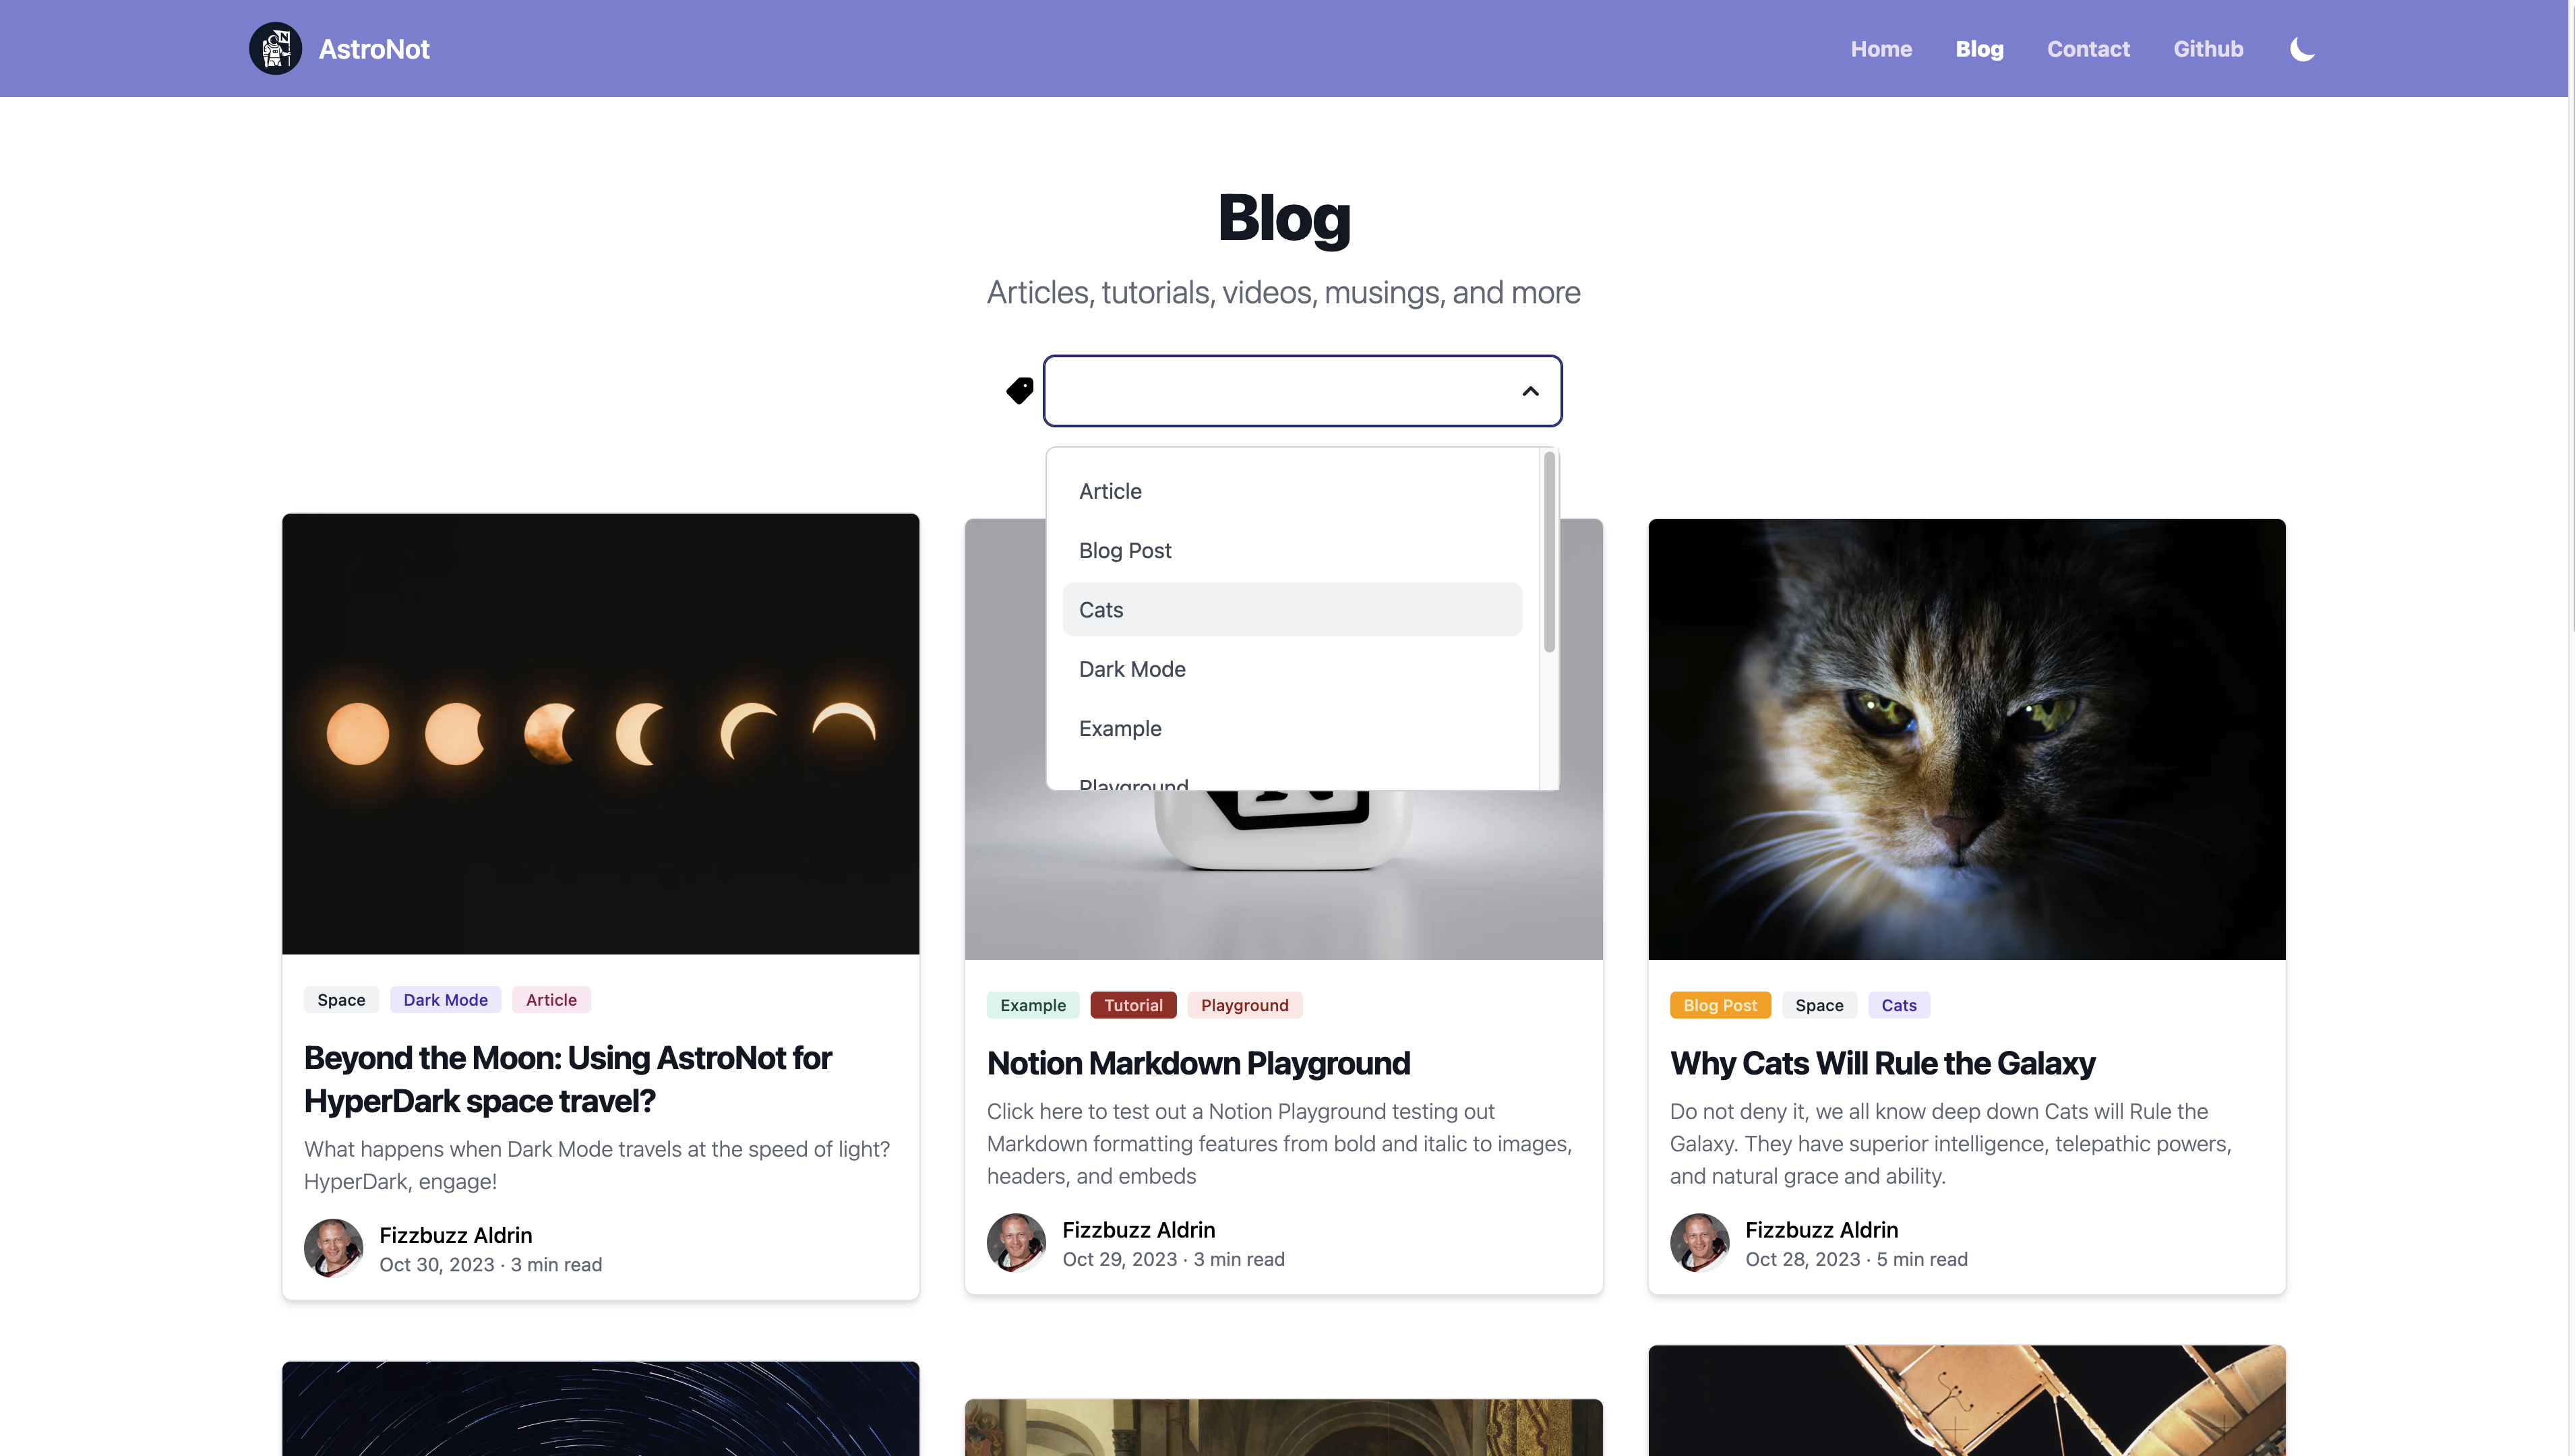 AstroNot
Home
Blog
Contact
Github
Blog
Articles, tutorials, videos, musings, and more
Article
Blog Post
Cats
Dark Mode
Example
Playground
Space
Dark Mode
Article
Beyond the Moon: Using AstroNot for
HyperDark space travel?
What happens when Dark Mode travels at the speed of light?
HyperDark, engage!
Fizzbuzz Aldrin
Oct 30, 2023 · 3 min read
Example
Tutorial
Playground
Notion Markdown Playground
Click here to test out a Notion Playground testing out
Markdown formatting features from bold and italic to images,
headers, and embeds
Fizzbuzz Aldrin
Oct 29, 2023 · 3 min read
Blog Post
Space
Cats
Why Cats Will Rule the Galaxy
Do not deny it, we all know deep down Cats will Rule the
Galaxy. They have superior intelligence, telepathic powers,
and natural grace and ability.
Fizzbuzz Aldrin
Oct 28, 2023 · 5 min read